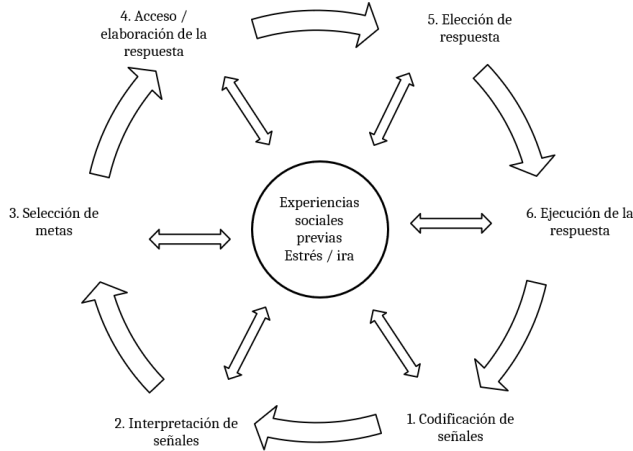 4. Acceso /
elaboración de la
respuesta
5. Elección de
respuesta
3. Selección de
metas
Experiencias
sociales
previas
Estrés / ira
6. Ejecución de la
respuesta
2. Interpretación de
señales
1. Codificación de
señales